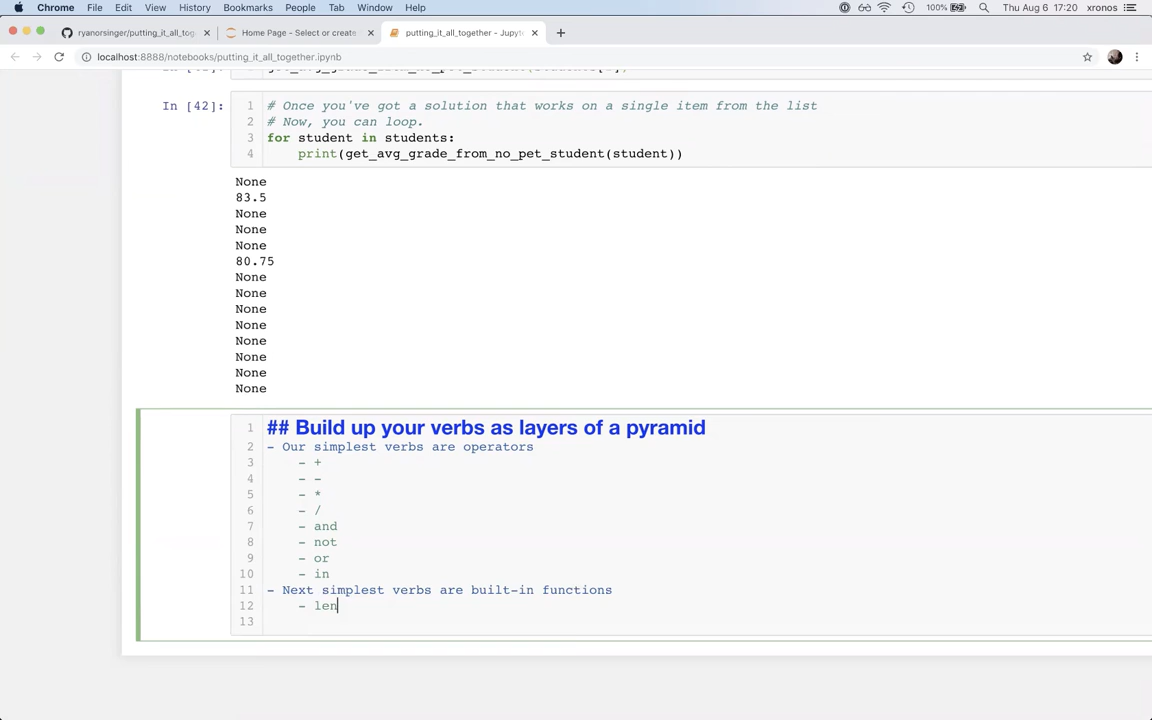 Chrome File Edit View History Bookmarks People Tab Window Help 100% Thu Aug 6 17:20 xronos
ryanorsinger/putting_it_all_tog × Home Page - Select or create × putting_it_all_together - Jupyt × +
localhost:8888/notebooks/putting_it_all_together.ipynb
In [42]: 1 # Once you've got a solution that works on a single item from the list
2 # Now, you can loop.
3 for student in students:
4 print(get_avg_grade_from_no_pet_student(student))
None
83.5
None
None
None
80.75
None
None
None
None
None
None
None
None
1 ## Build up your verbs as layers of a pyramid
2 - Our simplest verbs are operators
3 - +
4 - -
5 - *
6 - /
7 - and
8 - not
9 - or
10 - in
11 - Next simplest verbs are built-in functions
12 - len
13